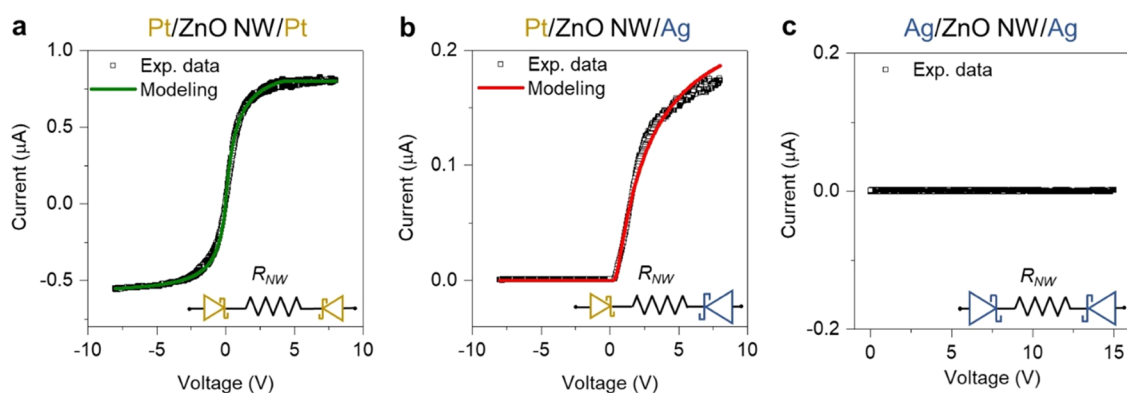 a
Pt/ZnO NW/Pt
1.0
0.5
0.0
-0.5
Current (µA)
Exp. data
Modeling
R_NW
-10
-5
0
5
10
Voltage (V)
b
Pt/ZnO NW/Ag
0.2
0.1
0.0
Current (µA)
Exp. data
Modeling
R_NW
-10
-5
0
5
10
Voltage (V)
c
Ag/ZnO NW/Ag
0.2
0.0
-0.2
Current (µA)
Exp. data
R_NW
0
5
10
15
Voltage (V)